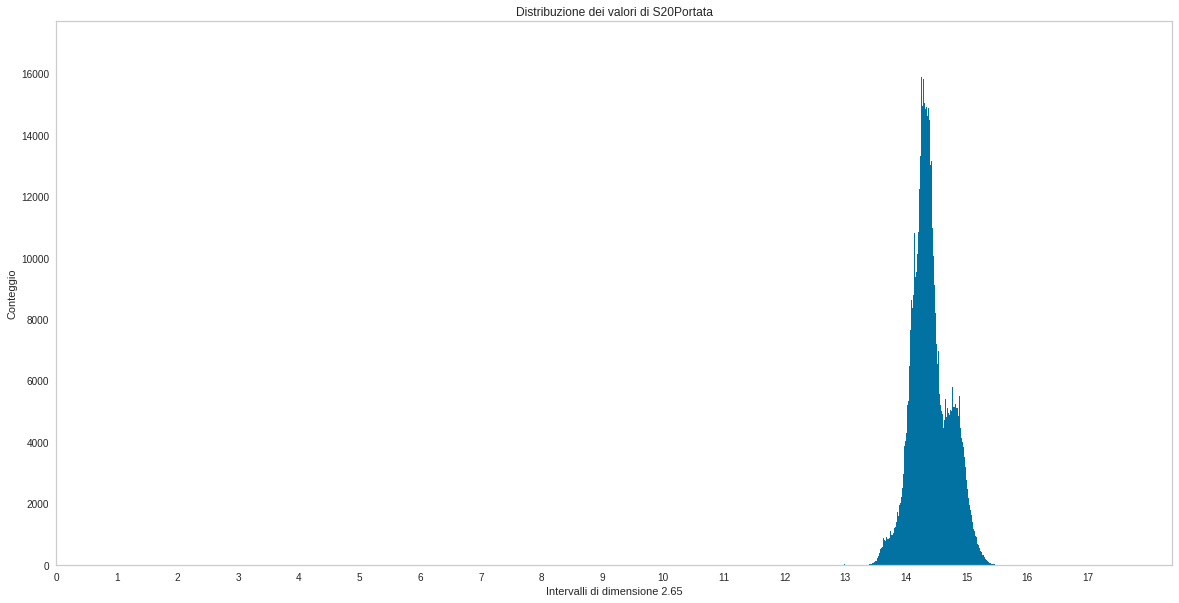 Distribuzione dei valori di S20Portata
16000
14000
12000
10000
8000
6000
4000
2000
0
Conteggio
0 1 2 3 4 5 6 7 8 9 10 11 12 13 14 15 16 17
Intervalli di dimensione 2.65